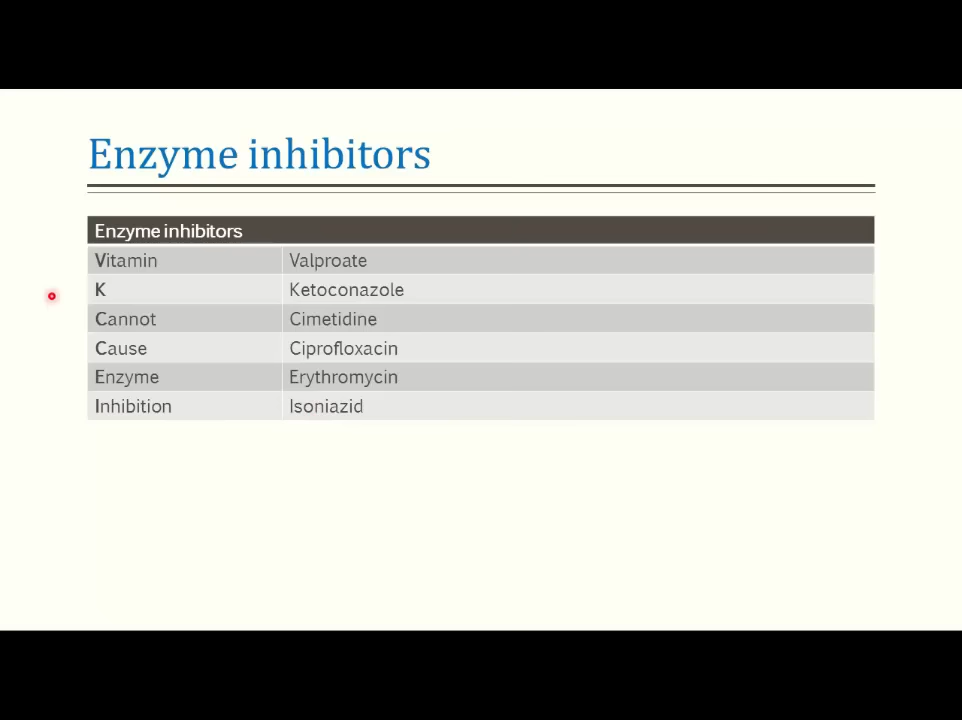 Enzyme inhibitors
Enzyme inhibitors
Vitamin Valproate
K Ketoconazole
Cannot Cimetidine
Cause Ciprofloxacin
Enzyme Erythromycin
Inhibition Isoniazid